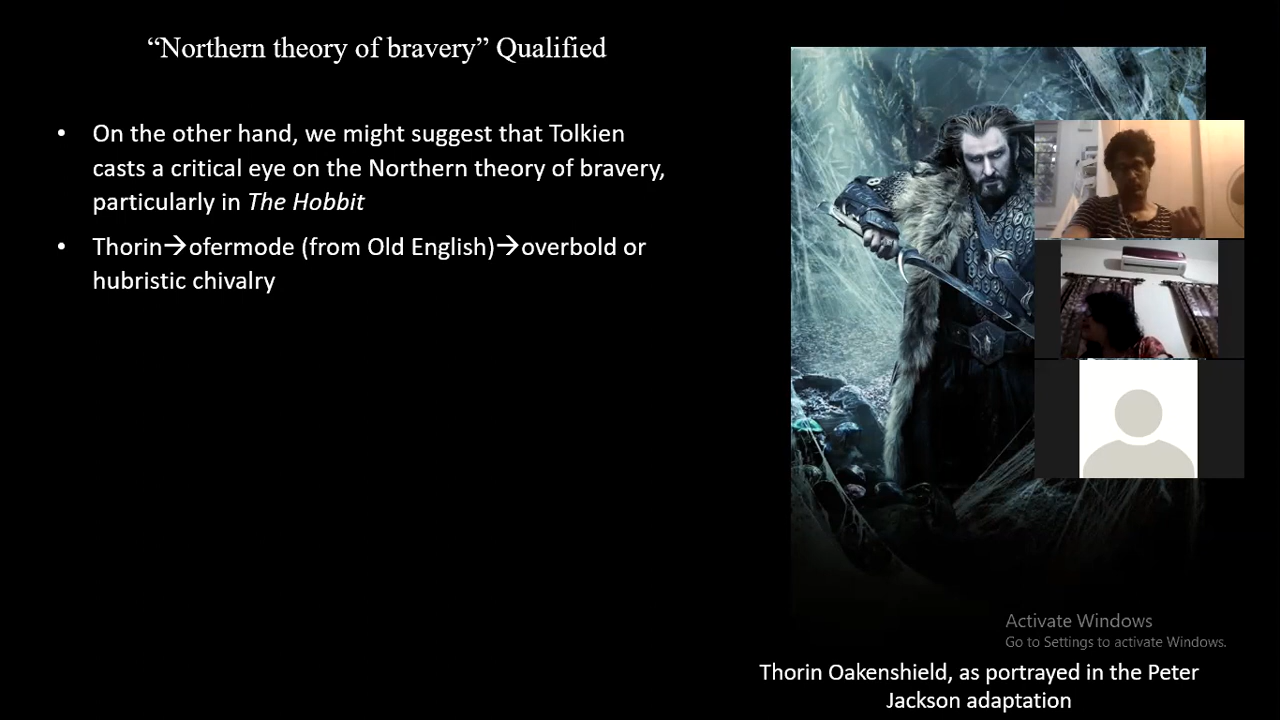 “Northern theory of bravery” Qualified
• On the other hand, we might suggest that Tolkien
casts a critical eye on the Northern theory of bravery,
particularly in The Hobbit
• Thorin→ofermode (from Old English)→overbold or
hubristic chivalry
Activate Windows
Go to Settings to activate Windows.
Thorin Oakenshield, as portrayed in the Peter
Jackson adaptation